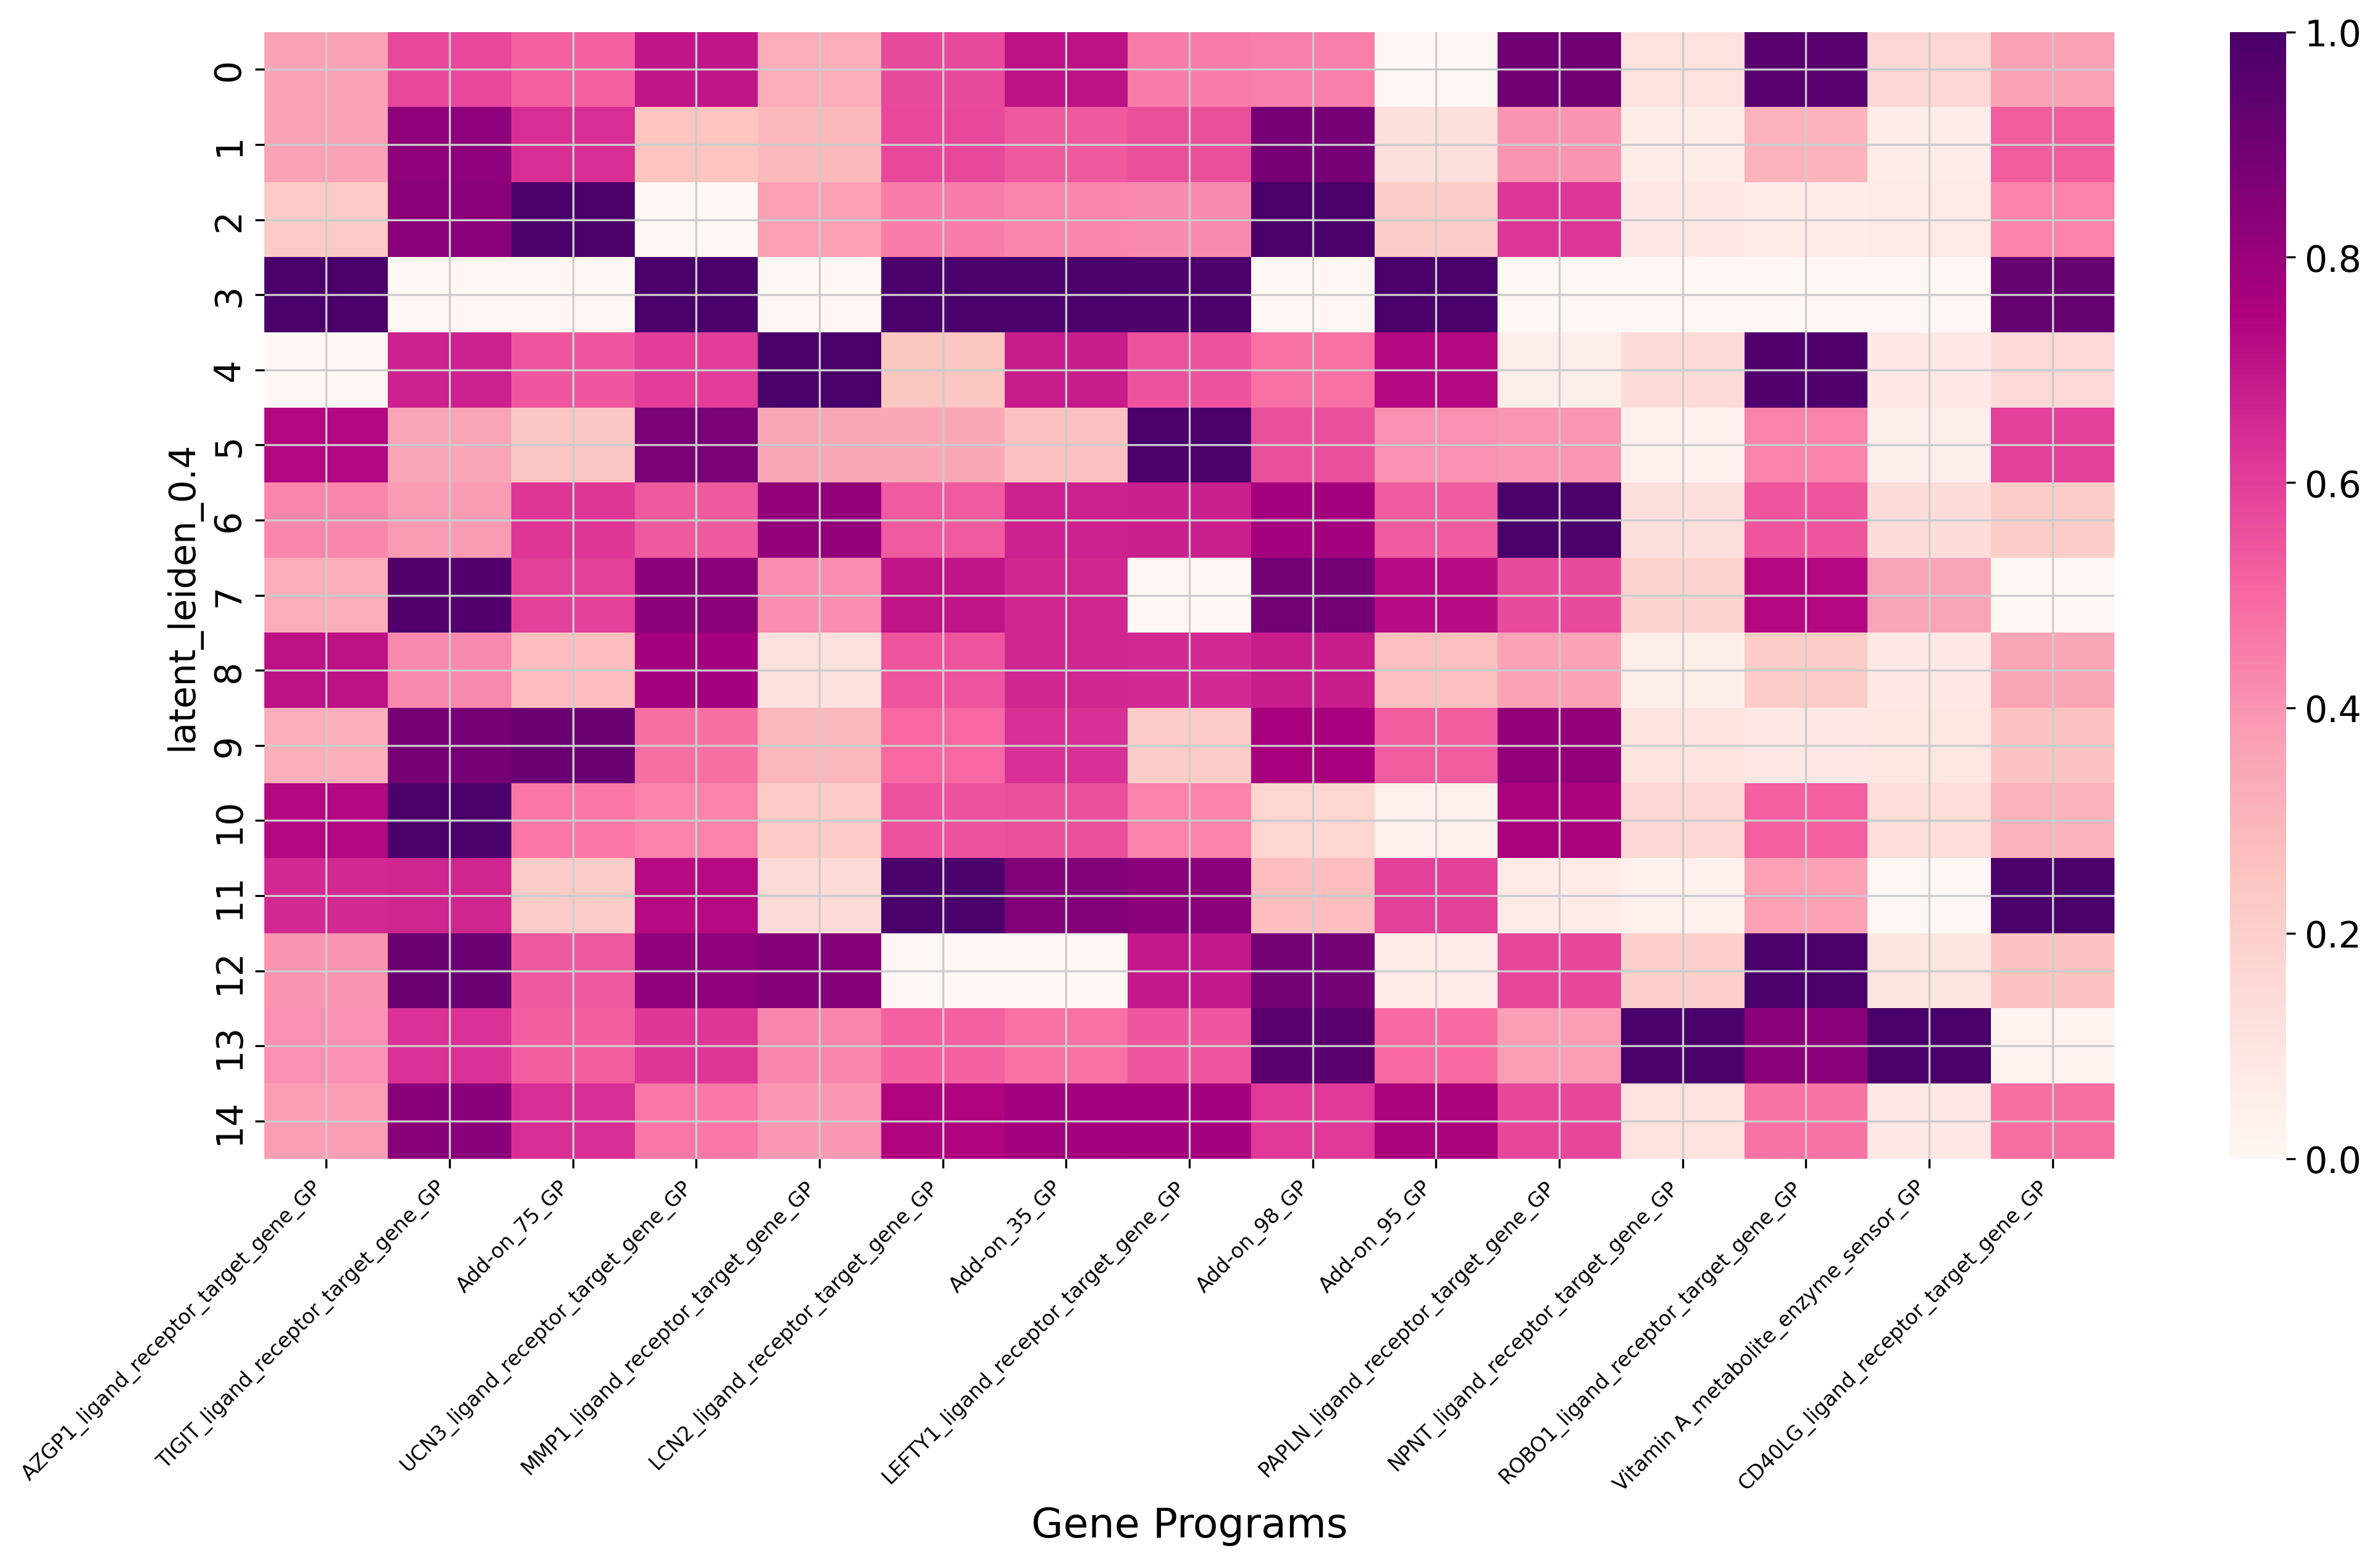 latent_leiden_0.4
0
1
2
3
4
5
6
7
8
9
10
11
12
13
14
AZGP1_ligand_receptor_target_gene_GP
TIGIT_ligand_receptor_target_gene_GP
Add-on_75_GP
UCN3_ligand_receptor_target_gene_GP
MMP1_ligand_receptor_target_gene_GP
LCN2_ligand_receptor_target_gene_GP
Add-on_35_GP
LEFTY1_ligand_receptor_target_gene_GP
Add-on_98_GP
Add-on_95_GP
PAPLN_ligand_receptor_target_gene_GP
NPNT_ligand_receptor_target_gene_GP
ROBO1_ligand_receptor_target_gene_GP
Vitamin A_metabolite_enzyme_sensor_GP
CD40LG_ligand_receptor_target_gene_GP
Gene Programs
1.0
0.8
0.6
0.4
0.2
0.0